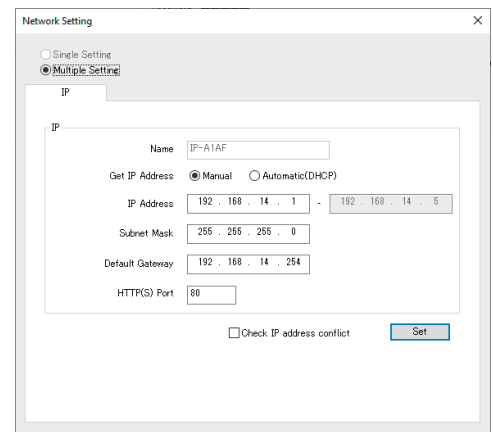 Network Setting
Single Setting
Multiple Setting
IP
IP
Name IP-A1AF
Get IP Address Manual Automatic(DHCP)
IP Address 192 . 168 . 14 . 1 - 192 . 168 . 14 . 5
Subnet Mask 255 . 255 . 255 . 0
Default Gateway 192 . 168 . 14 . 254
HTTP(S) Port 80
Check IP address conflict Set